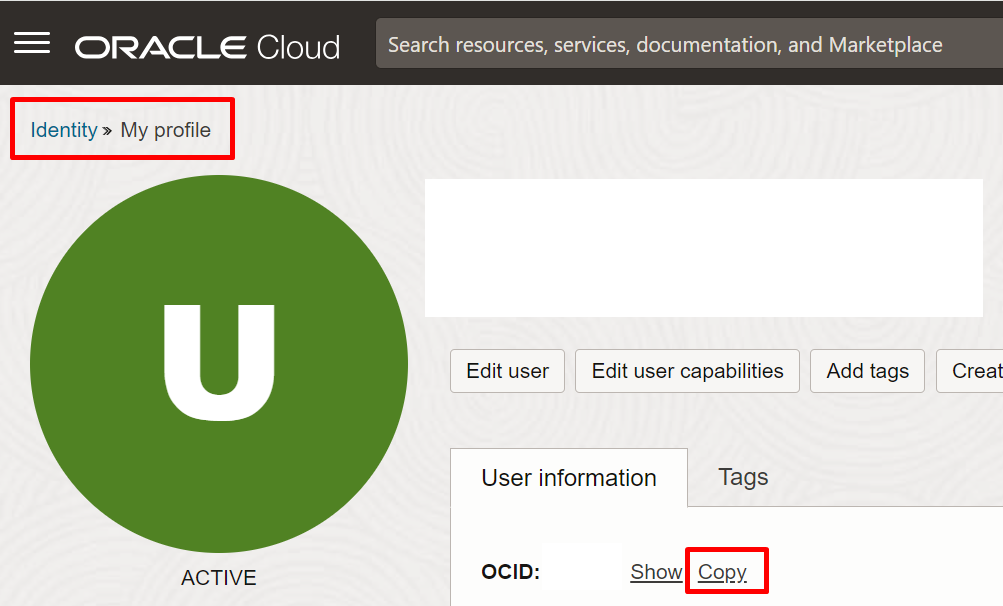 ORACLE Cloud
Search resources, services, documentation, and Marketplace
Identity » My profile
U
Edit user
Edit user capabilities
Add tags
Creat
User information
Tags
OCID: Show Copy
ACTIVE